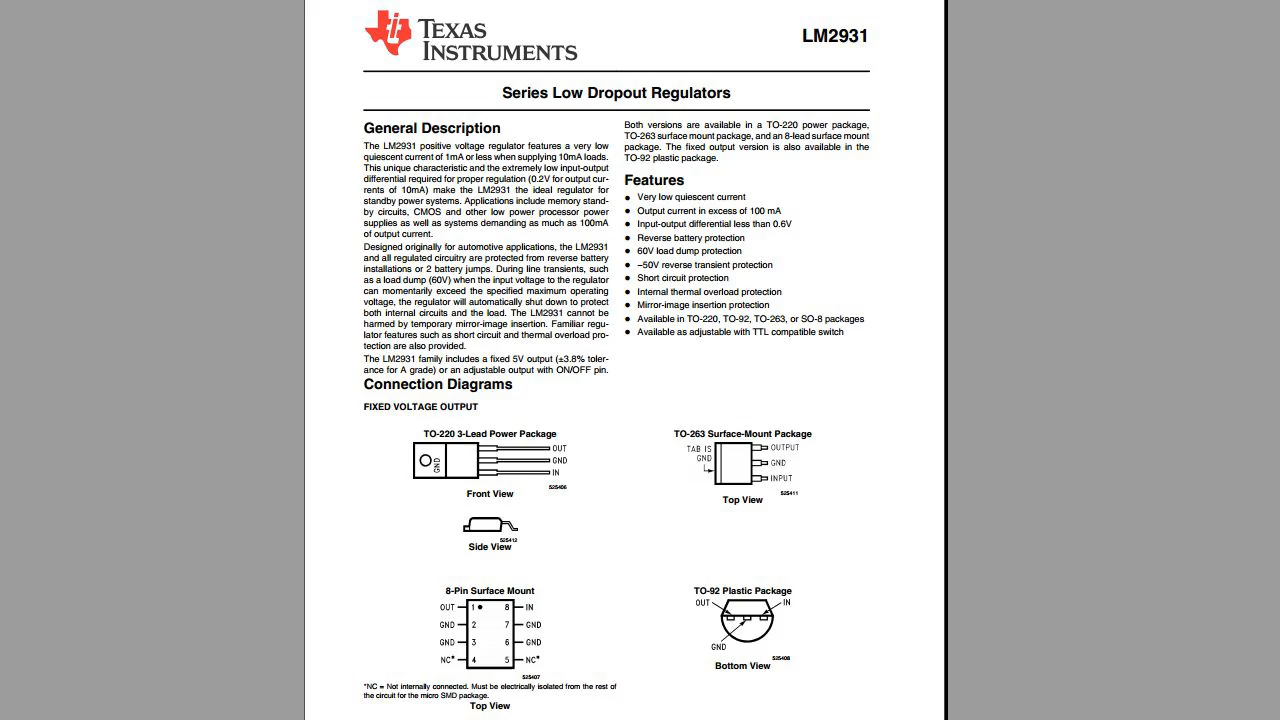 TEXAS
INSTRUMENTS
LM2931
Series Low Dropout Regulators
General Description
The LM2931 positive voltage regulator features a very low
quiescent current of 1mA or less when supplying 10mA loads.
This unique characteristic and the extremely low input-output
differential required for proper regulation (0.2V for output cur-
rents of 10mA) make the LM2931 the ideal regulator for
standby power systems. Applications include memory stand-
by circuits, CMOS and other low power processor power
supplies as well as systems demanding as much as 100mA
of output current.
Designed originally for automotive applications, the LM2931
and all regulated circuitry are protected from reverse battery
installations or 2 battery jumps. During line transients, such
as a load dump (60V) when the input voltage to the regulator
can momentarily exceed the specified maximum operating
voltage, the regulator will automatically shut down to protect
both internal circuits and the load. The LM2931 cannot be
harmed by temporary mirror-image insertion. Familiar regu-
lator features such as short circuit and thermal overload pro-
tection are also provided.
The LM2931 family includes a fixed 5V output (±3.8% toler-
ance for A grade) or an adjustable output with ON/OFF pin.
Both versions are available in a TO-220 power package,
TO-263 surface mount package, and an 8-lead surface mount
package. The fixed output version is also available in the
TO-92 plastic package.
Features
● Very low quiescent current
● Output current in excess of 100 mA
● Input-output differential less than 0.6V
● Reverse battery protection
● 60V load dump protection
● −50V reverse transient protection
● Short circuit protection
● Internal thermal overload protection
● Mirror-image insertion protection
● Available in TO-220, TO-92, TO-263, or SO-8 packages
● Available as adjustable with TTL compatible switch
Connection Diagrams
FIXED VOLTAGE OUTPUT
TO-220 3-Lead Power Package
GND
OUT
GND
IN
525406
Front View
525412
Side View
TO-263 Surface-Mount Package
TAB IS
GND
OUTPUT
GND
INPUT
525411
Top View
8-Pin Surface Mount
OUT 1 8 IN
GND 2 7 GND
GND 3 6 GND
NC* 4 5 NC*
525407
*NC = Not internally connected. Must be electrically isolated from the rest of
the circuit for the micro SMD package.
Top View
TO-92 Plastic Package
OUT IN
GND
525408
Bottom View